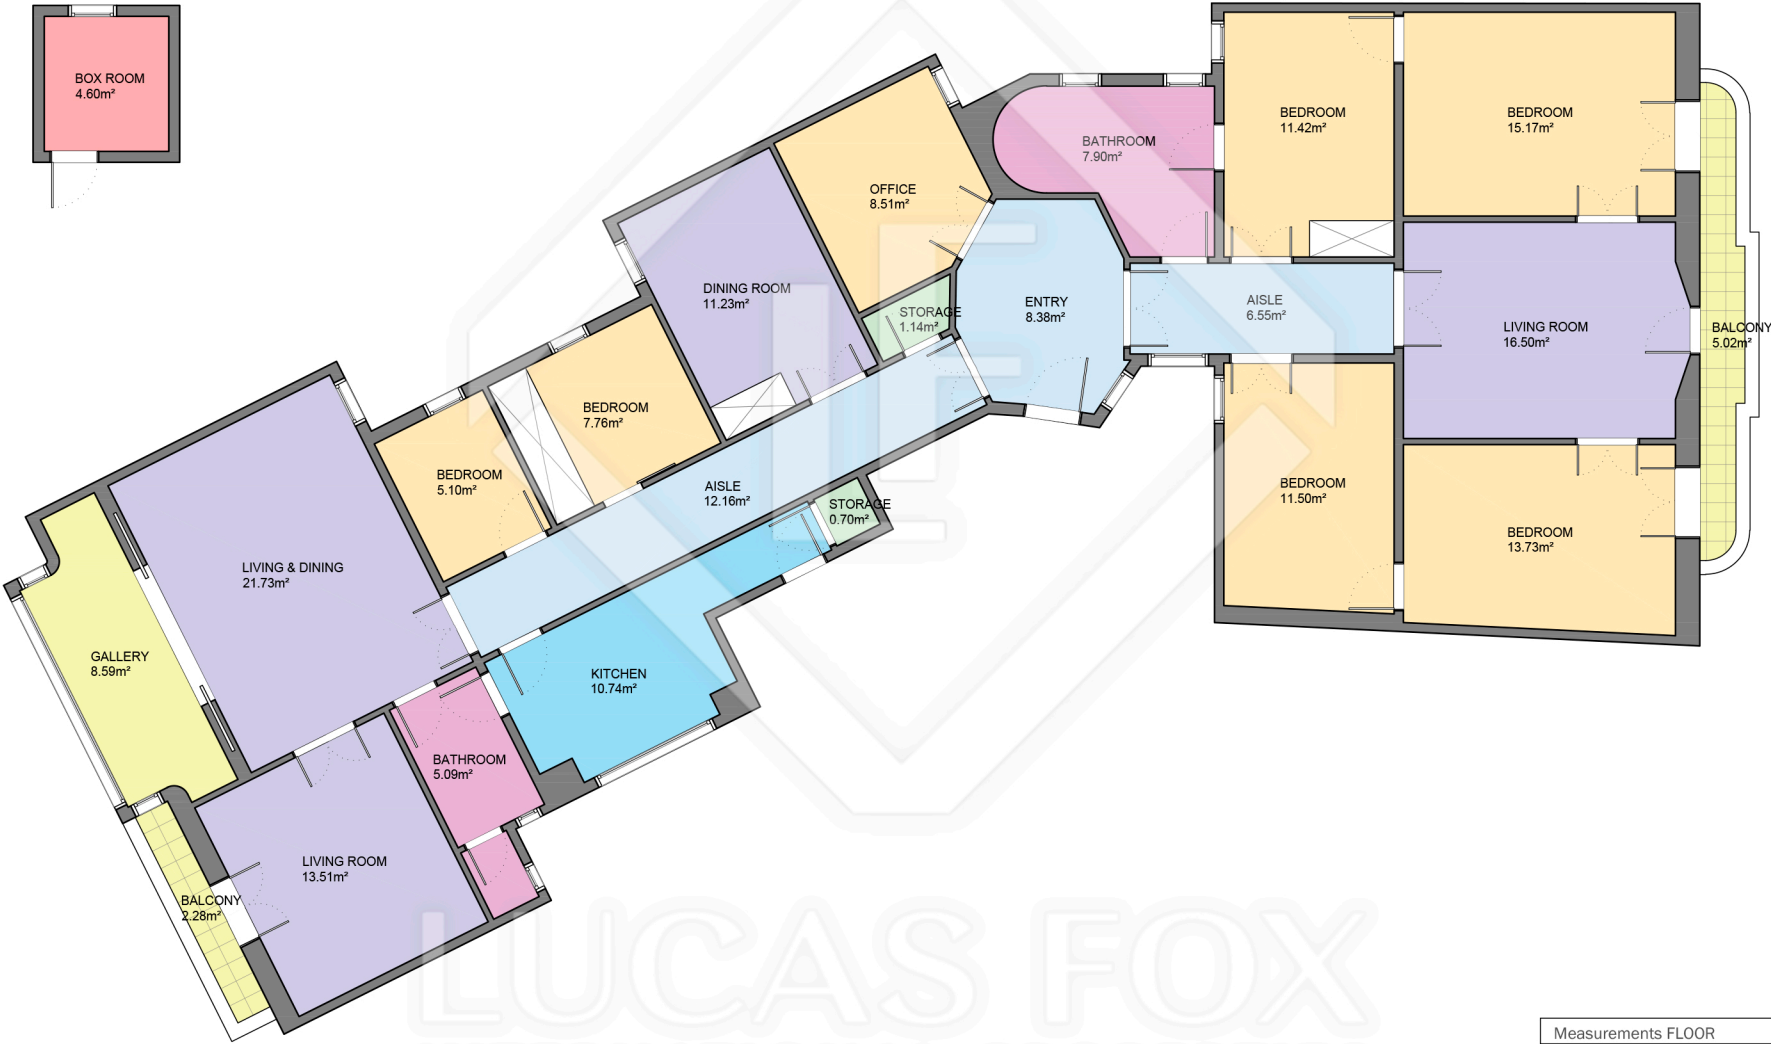 BOX ROOM
4.60m²
BEDROOM
11.42m²
BEDROOM
15.17m²
BATHROOM
7.90m²
OFFICE
8.51m²
DINING ROOM
11.23m²
STORAGE
1.14m²
ENTRY
8.38m²
AISLE
6.55m²
LIVING ROOM
16.50m²
BALCONY
5.02m²
BEDROOM
7.76m²
BEDROOM
5.10m²
AISLE
12.16m²
STORAGE
0.70m²
BEDROOM
11.50m²
BEDROOM
13.73m²
LIVING & DINING
21.73m²
GALLERY
8.59m²
KITCHEN
10.74m²
BATHROOM
5.09m²
LIVING ROOM
13.51m²
BALCONY
2.28m²
LUCAS FOX
Measurements FLOOR